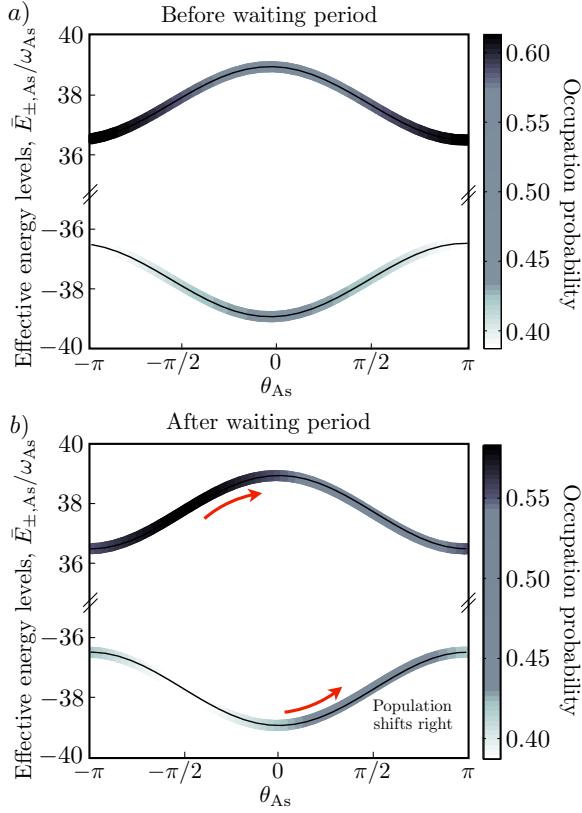 a)
Before waiting period
Effective energy levels, Ē±,As/ωAs
40
38
36
−36
−38
−40
−π
−π/2
0
π/2
π
θAs
0.60
0.55
0.50
0.45
0.40
Occupation probability
b)
After waiting period
Effective energy levels, Ē±,As/ωAs
40
38
36
−36
−38
−40
Population
shifts right
−π
−π/2
0
π/2
π
θAs
0.55
0.50
0.45
0.40
Occupation probability